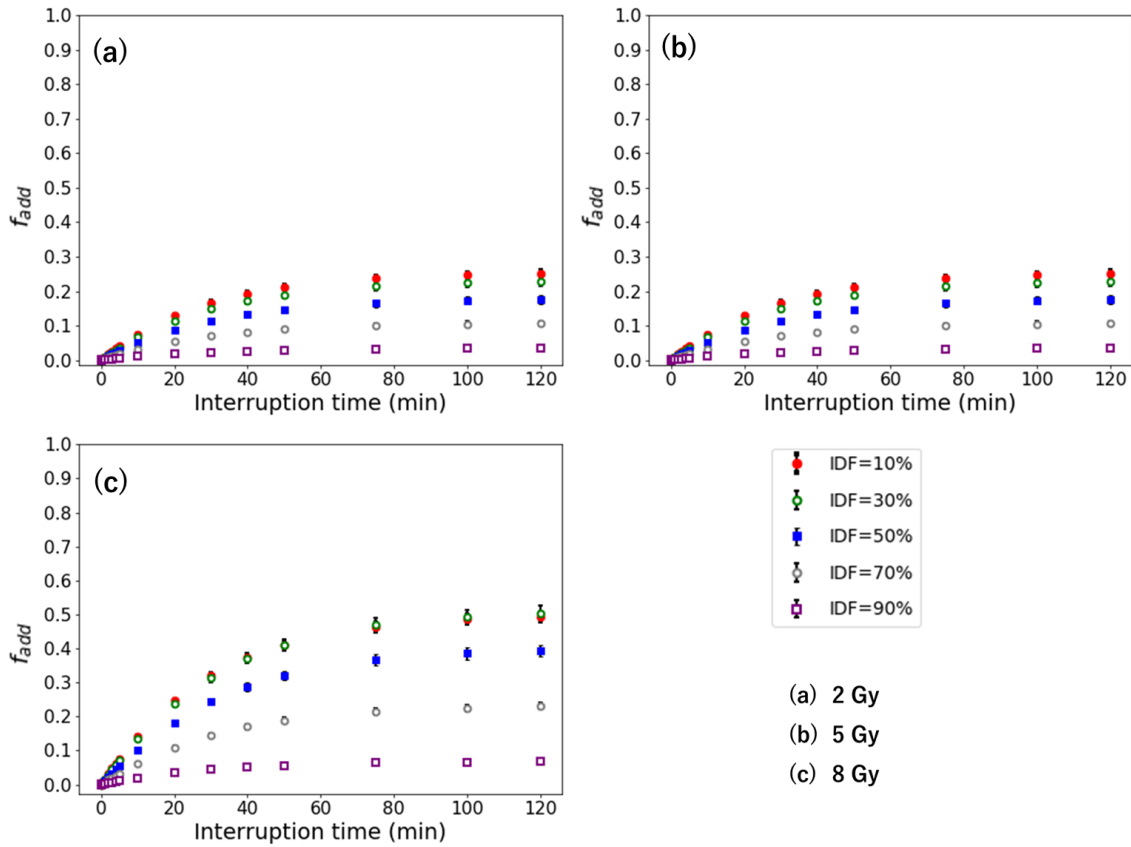 (a)
1.0
0.9
0.8
0.7
0.6
0.5
0.4
0.3
0.2
0.1
0.0
f_add
0 20 40 60 80 100 120
Interruption time (min)
(b)
1.0
0.9
0.8
0.7
0.6
0.5
0.4
0.3
0.2
0.1
0.0
f_add
0 20 40 60 80 100 120
Interruption time (min)
(c)
1.0
0.9
0.8
0.7
0.6
0.5
0.4
0.3
0.2
0.1
0.0
f_add
0 20 40 60 80 100 120
Interruption time (min)
IDF=10%
IDF=30%
IDF=50%
IDF=70%
IDF=90%
(a) 2 Gy
(b) 5 Gy
(c) 8 Gy